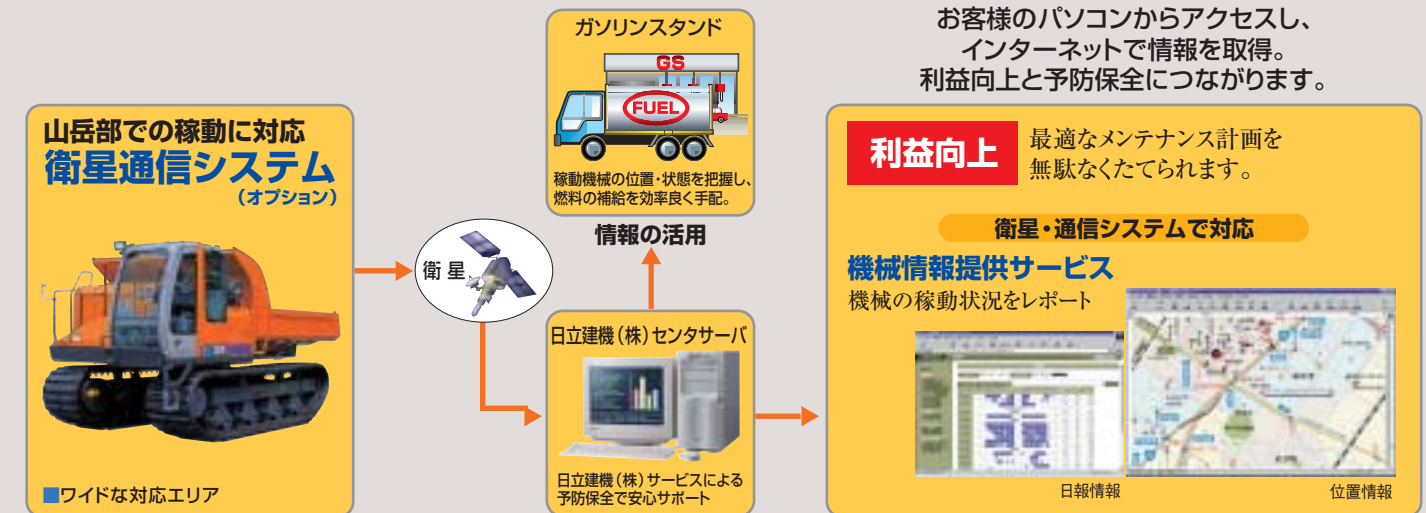 山岳部での稼動に対応
衛星通信システム
(オプション)
■ワイドな対応エリア
衛星
ガソリンスタンド
GS
FUEL
稼動機械の位置・状態を把握し、
燃料の補給を効率良く手配。
情報の活用
日立建機(株)センタサーバ
日立建機(株)サービスによる
予防保全で安心サポート
お客様のパソコンからアクセスし、
インターネットで情報を取得。
利益向上と予防保全につながります。
利益向上
最適なメンテナンス計画を
無駄なくたてられます。
衛星・通信システムで対応
機械情報提供サービス
機械の稼動状況をレポート
日報情報
位置情報